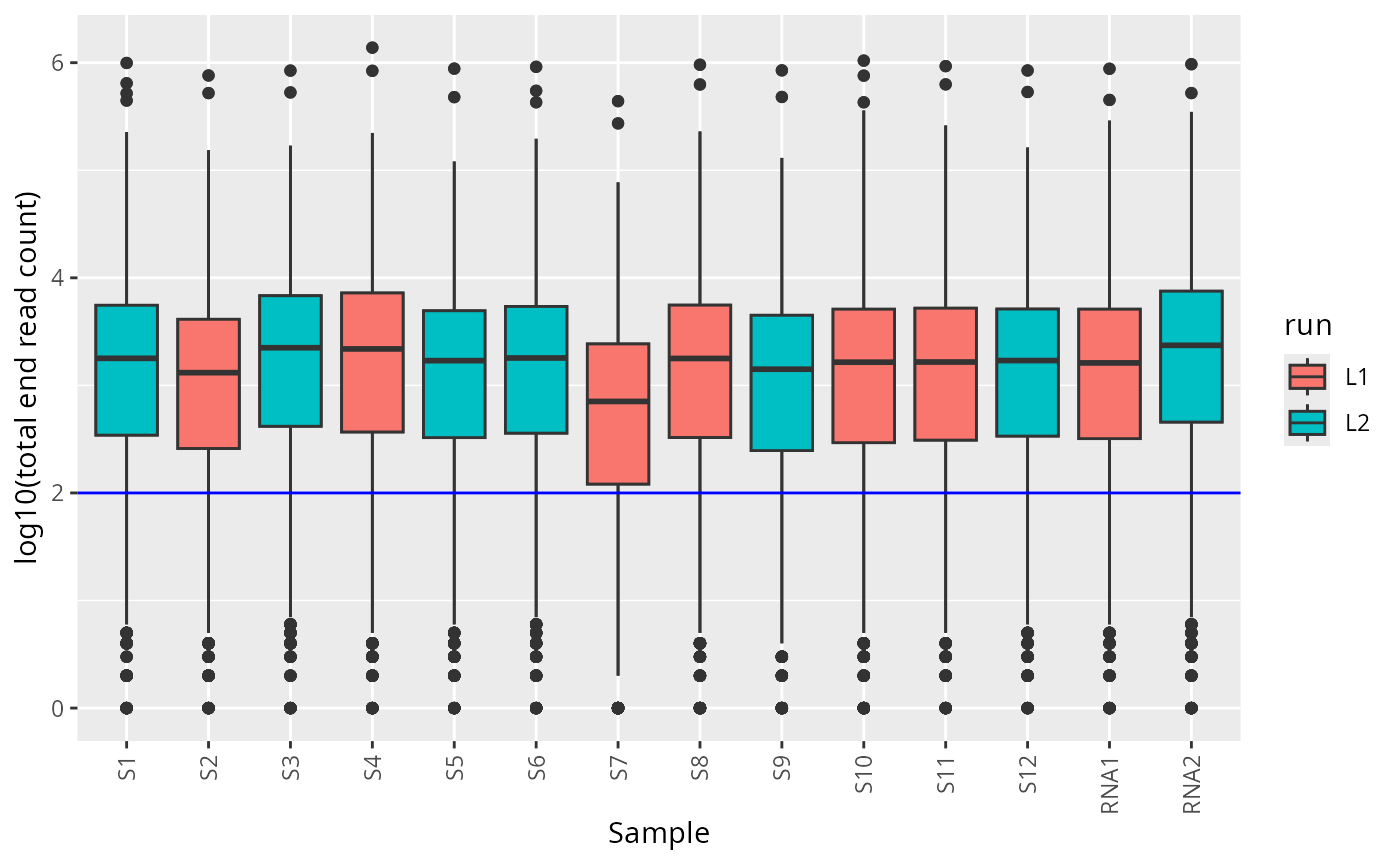 log10(total end read count)
6
4
2
0
S1 S2 S3 S4 S5 S6 S7 S8 S9 S10 S11 S12 RNA1 RNA2
Sample
run
L1
L2